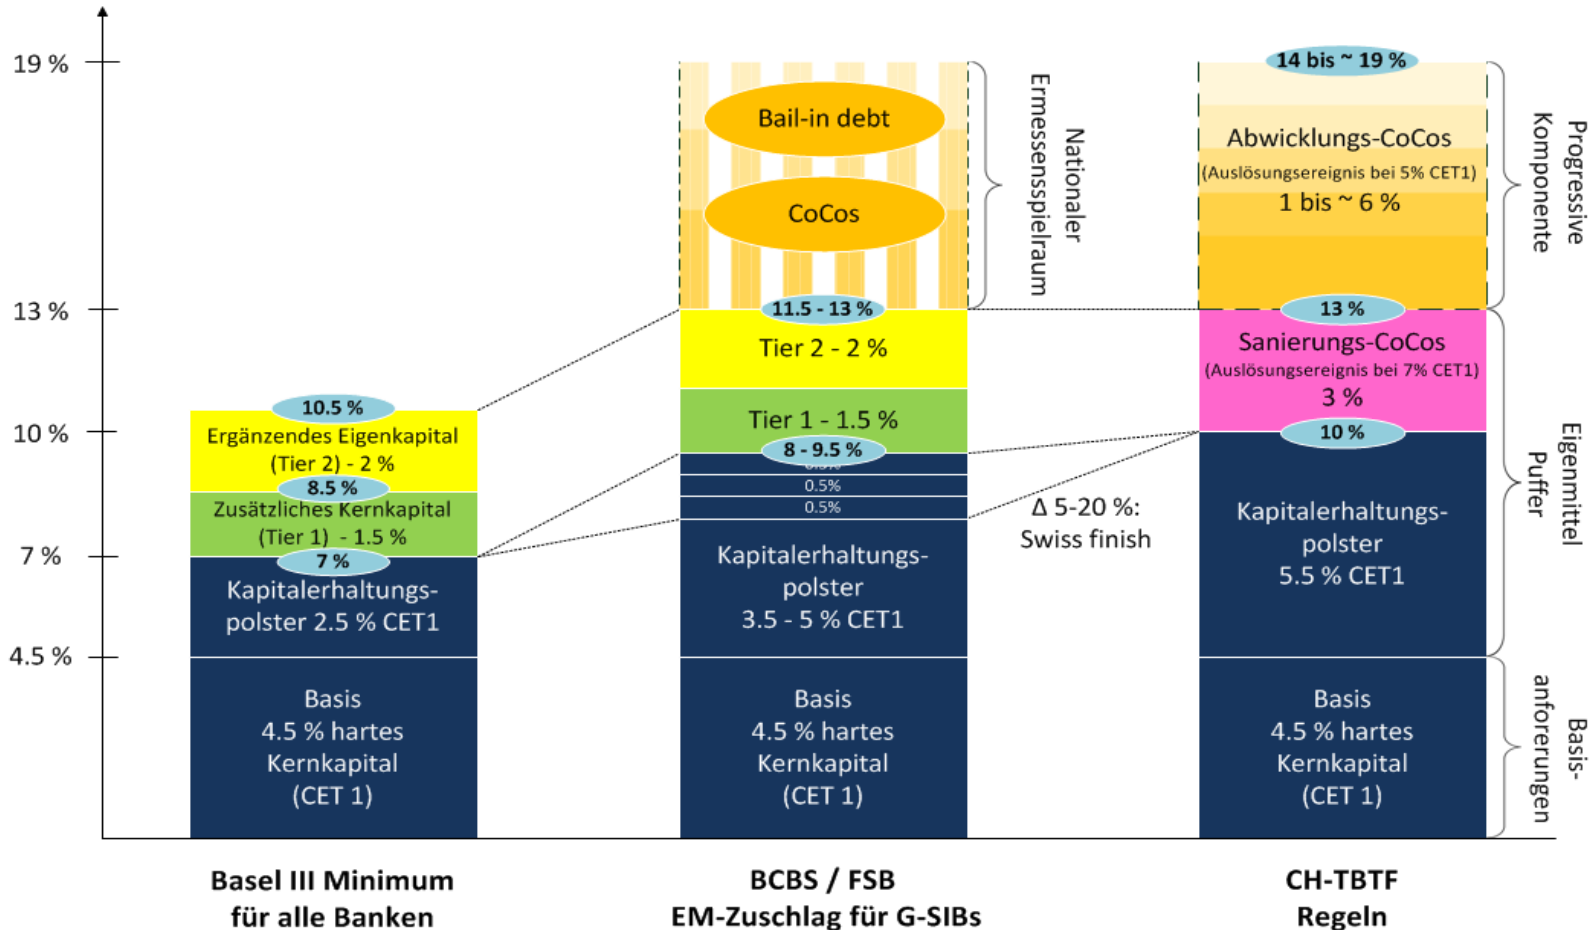 19 %
13 %
10 %
7 %
4.5 %
10.5 %
Ergänzendes Eigenkapital
(Tier 2) - 2 %
8.5 %
Zusätzliches Kernkapital
(Tier 1) - 1.5 %
7 %
Kapitalerhaltungs-
polster 2.5 % CET1
Basis
4.5 % hartes
Kernkapital
(CET 1)
Basel III Minimum
für alle Banken
Bail-in debt
CoCos
Nationaler
Ermessensspielraum
11.5 - 13 %
Tier 2 - 2 %
Tier 1 - 1.5 %
8 - 9.5 %
0.5%
0.5%
0.5%
Kapitalerhaltungs-
polster
3.5 - 5 % CET1
Basis
4.5 % hartes
Kernkapital
(CET 1)
BCBS / FSB
EM-Zuschlag für G-SIBs
Δ 5-20 %:
Swiss finish
14 bis ~ 19 %
Abwicklungs-CoCos
(Auslösungsereignis bei 5% CET1)
1 bis ~ 6 %
13 %
Sanierungs-CoCos
(Auslösungsereignis bei 7% CET1)
3 %
10 %
Kapitalerhaltungs-
polster
5.5 % CET1
Basis
4.5 % hartes
Kernkapital
(CET 1)
CH-TBTF
Regeln
Progressive
Komponente
Eigenmittel
Puffer
Basis-
anforerungen